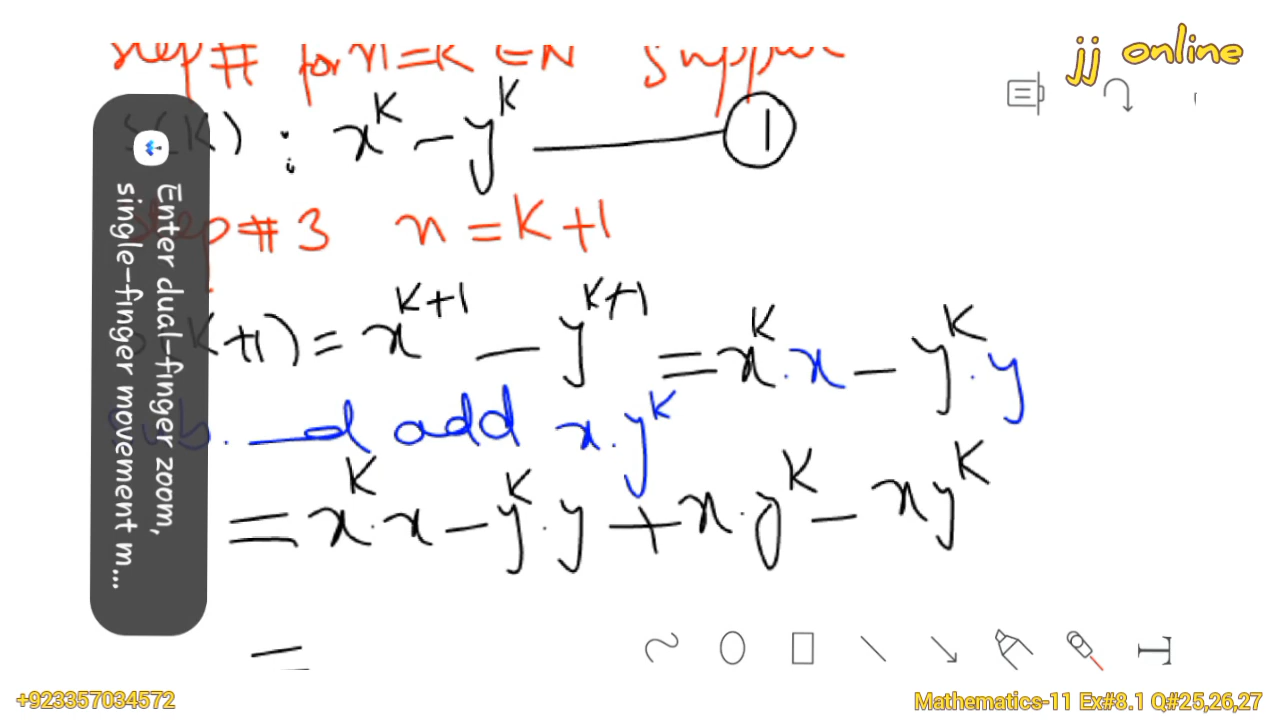 jj online
step # for n=K ∈ N suppose
S(K) : x^K - y^K ——— ①
step # 3 n = K+1
S(K+1) = x^{K+1} - y^{K+1} = x^K . x - y^K . y
sub. and add x. y^K
= x^K . x - y^K . y + x . y^K - x y^K
=
Enter dual-finger zoom,
single-finger movement m...
+923357034572
Mathematics-11 Ex#8.1 Q#25,26,27